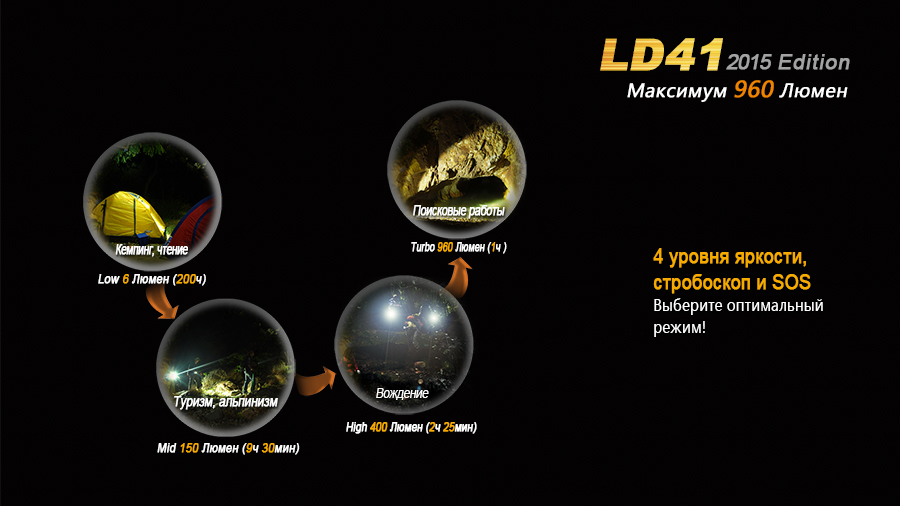 LD41 2015 Edition
Максимум 960 Люмен
Кемпинг, чтение
Low 6 Люмен (200ч)
Туризм, альпинизм
Mid 150 Люмен (9ч 30мин)
Вождение
High 400 Люмен (2ч 25мин)
Поисковые работы
Turbo 960 Люмен (1ч )
4 уровня яркости,
стробоскоп и SOS
Выберите оптимальный
режим!